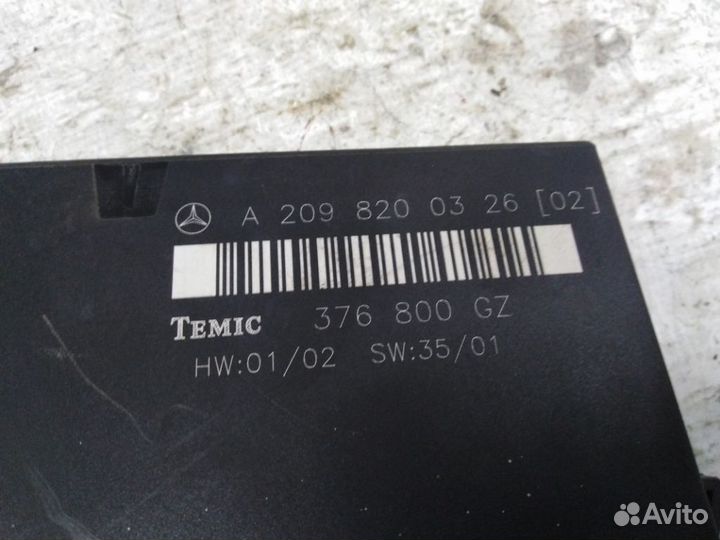 A 209 820 03 26 [02]
TEMIC 376 800 GZ
HW:01/02 SW:35/01
Avito